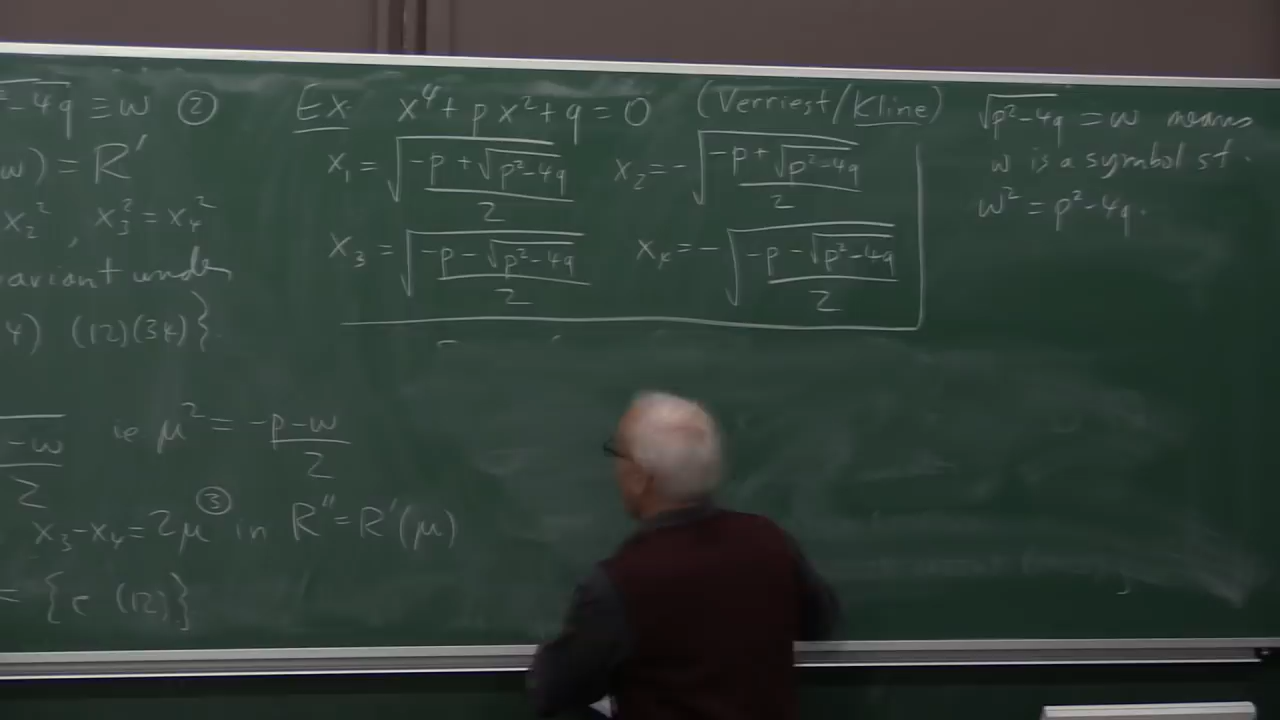 ²-4q ≡ w ②
w) = R'
x₂² , x₃² = x₄²
variant under
4) (12)(34)}
-w
2
ie μ² = -p-w
2
x₃-x₄=2μ ③ in R''=R'(μ)
= {e (12)}
Ex x⁴+px²+q=0 (Verriest/Kline)
x₁ = √((-p+√(p²-4q))/2) x₂ = -√((-p+√(p²-4q))/2)
x₃ = √((-p-√(p²-4q))/2) x₄ = -√((-p-√(p²-4q))/2)
√(p²-4q) = w means
w is a symbol st.
w² = p²-4q.